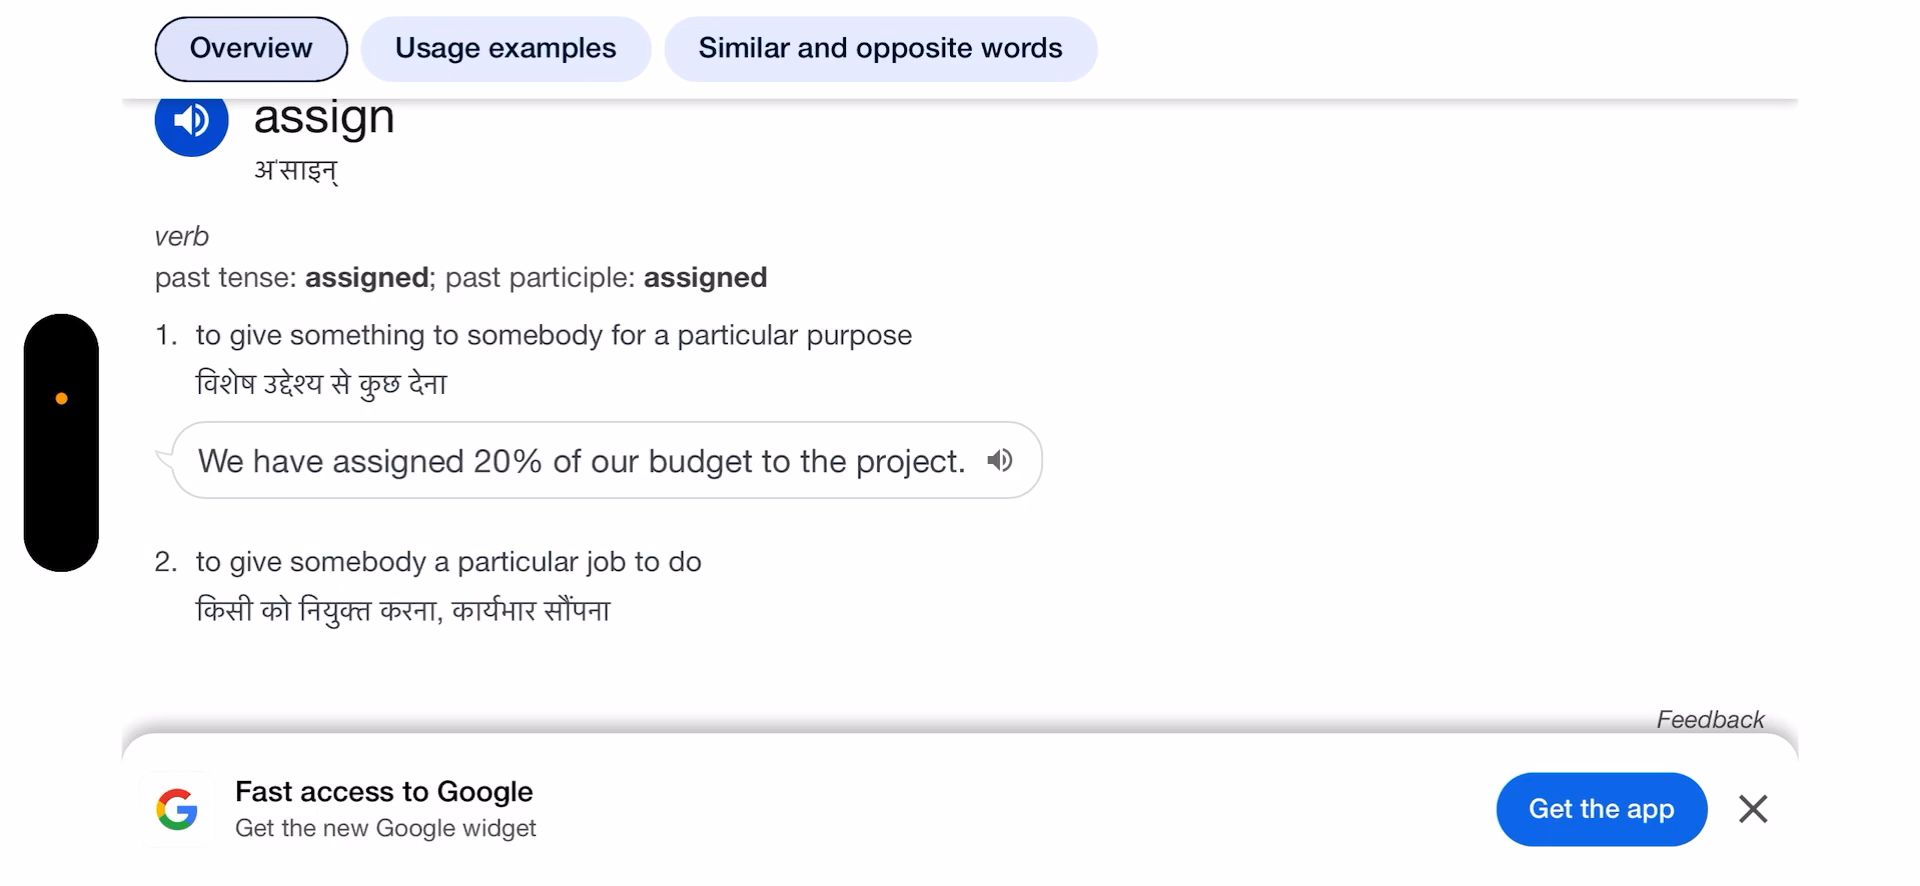 Overview Usage examples Similar and opposite words
assign
अ'साइन्
verb
past tense: assigned; past participle: assigned
1. to give something to somebody for a particular purpose
विशेष उद्देश्य से कुछ देना
We have assigned 20% of our budget to the project.
2. to give somebody a particular job to do
किसी को नियुक्त करना, कार्यभार सौंपना
Feedback
Fast access to Google
Get the new Google widget
Get the app